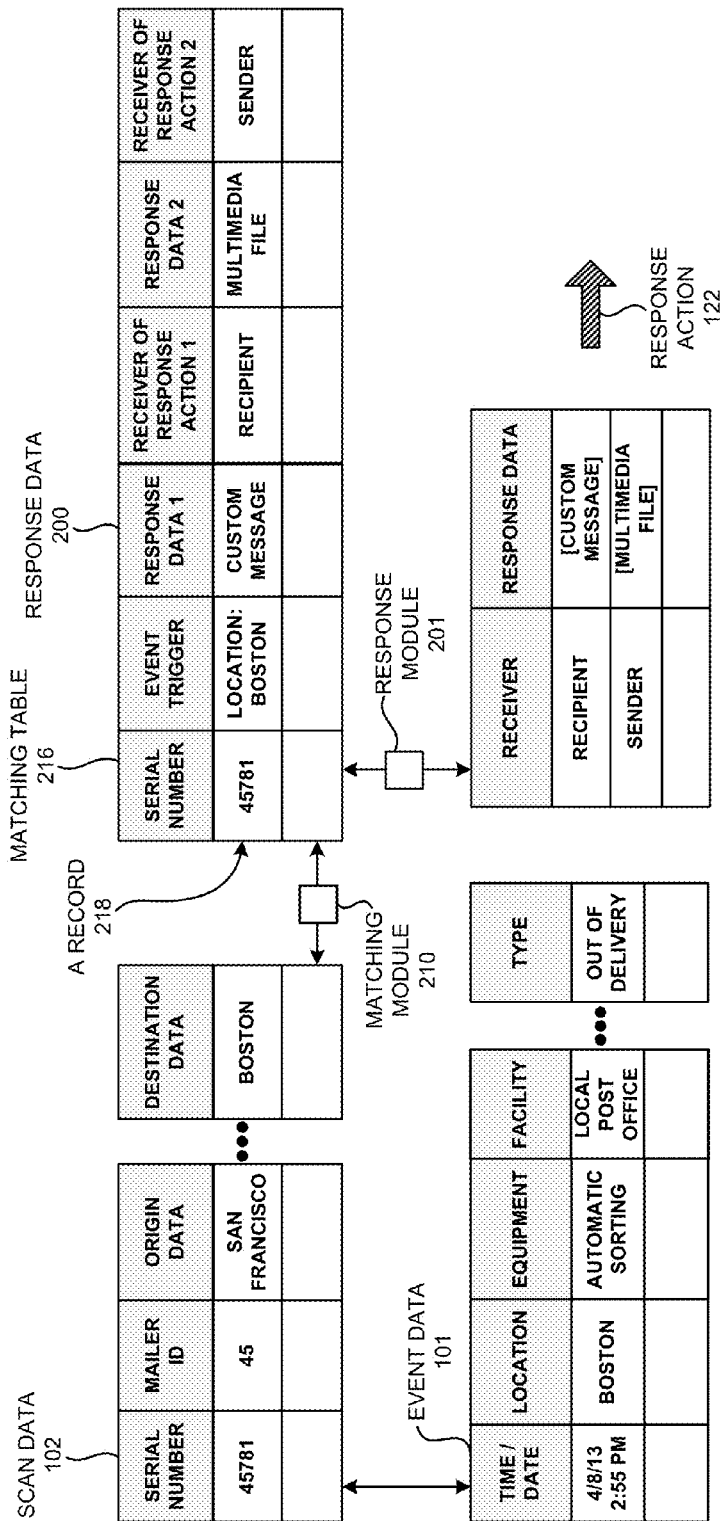 SCAN DATA
102
SERIAL
NUMBER
MAILER
ID
ORIGIN
DATA
DESTINATION
DATA
45781
45
SAN
FRANCISCO
BOSTON
A RECORD
218
MATCHING
MODULE
210
MATCHING TABLE
216
RESPONSE DATA
200
SERIAL
NUMBER
EVENT
TRIGGER
RESPONSE
DATA 1
RECEIVER OF
RESPONSE
ACTION 1
RESPONSE
DATA 2
RECEIVER OF
RESPONSE
ACTION 2
45781
LOCATION:
BOSTON
CUSTOM
MESSAGE
RECIPIENT
MULTIMEDIA
FILE
SENDER
EVENT DATA
101
TIME /
DATE
LOCATION
EQUIPMENT
FACILITY
TYPE
4/8/13
2:55 PM
BOSTON
AUTOMATIC
SORTING
LOCAL
POST
OFFICE
OUT OF
DELIVERY
RESPONSE
MODULE
201
RECEIVER
RESPONSE DATA
RECIPIENT
[CUSTOM
MESSAGE]
SENDER
[MULTIMEDIA
FILE]
RESPONSE
ACTION
122